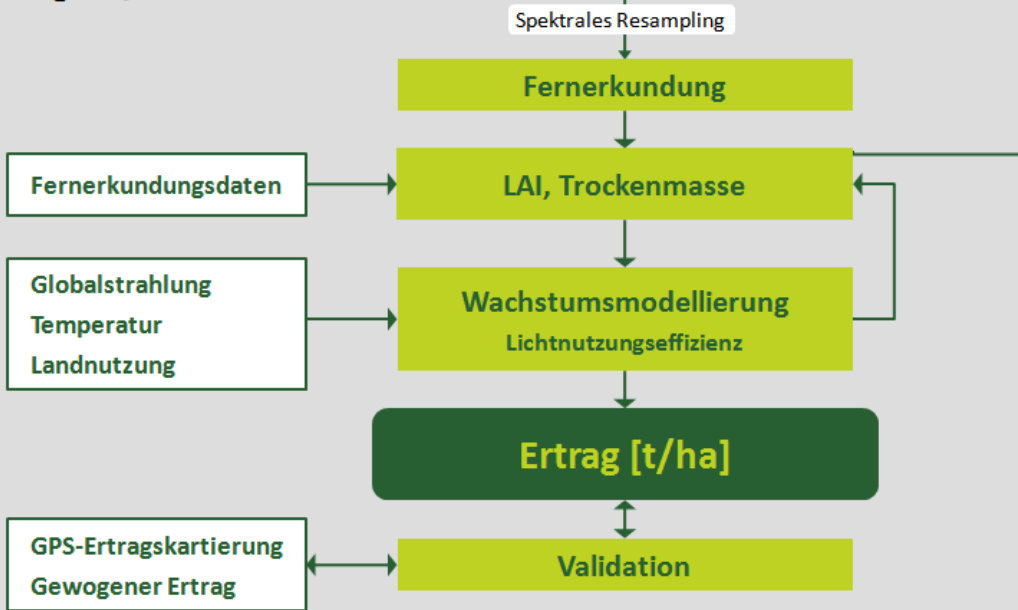 Spektrales Resampling
Fernerkundung
Fernerkundungsdaten
LAI, Trockenmasse
Globalstrahlung
Temperatur
Landnutzung
Wachstumsmodellierung
Lichtnutzungseffizienz
Ertrag [t/ha]
GPS-Ertragskartierung
Gewogener Ertrag
Validation